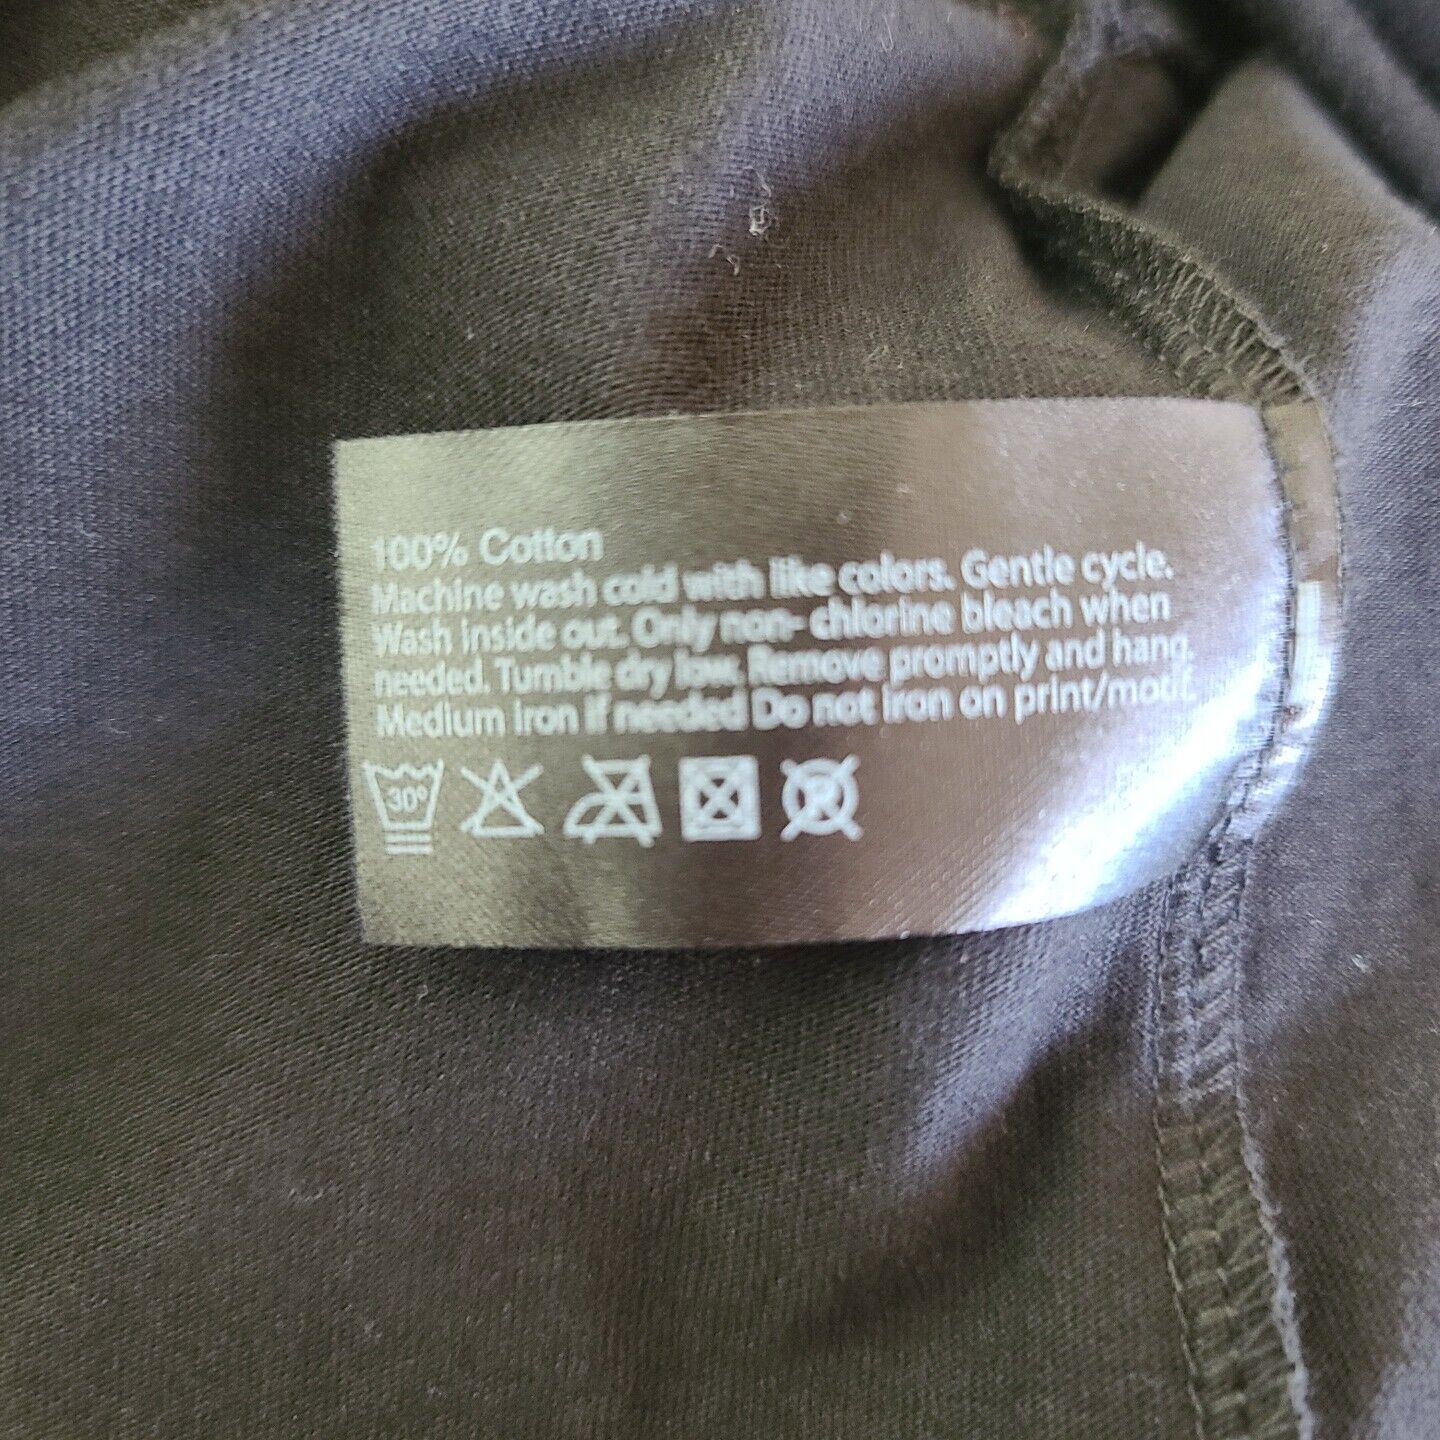 100% Cotton
Machine wash cold with like colors. Gentle cycle.
Wash inside out. Only non- chlorine bleach when
needed. Tumble dry low. Remove promptly and hang.
Medium Iron If needed Do not Iron on print/motif.
30°